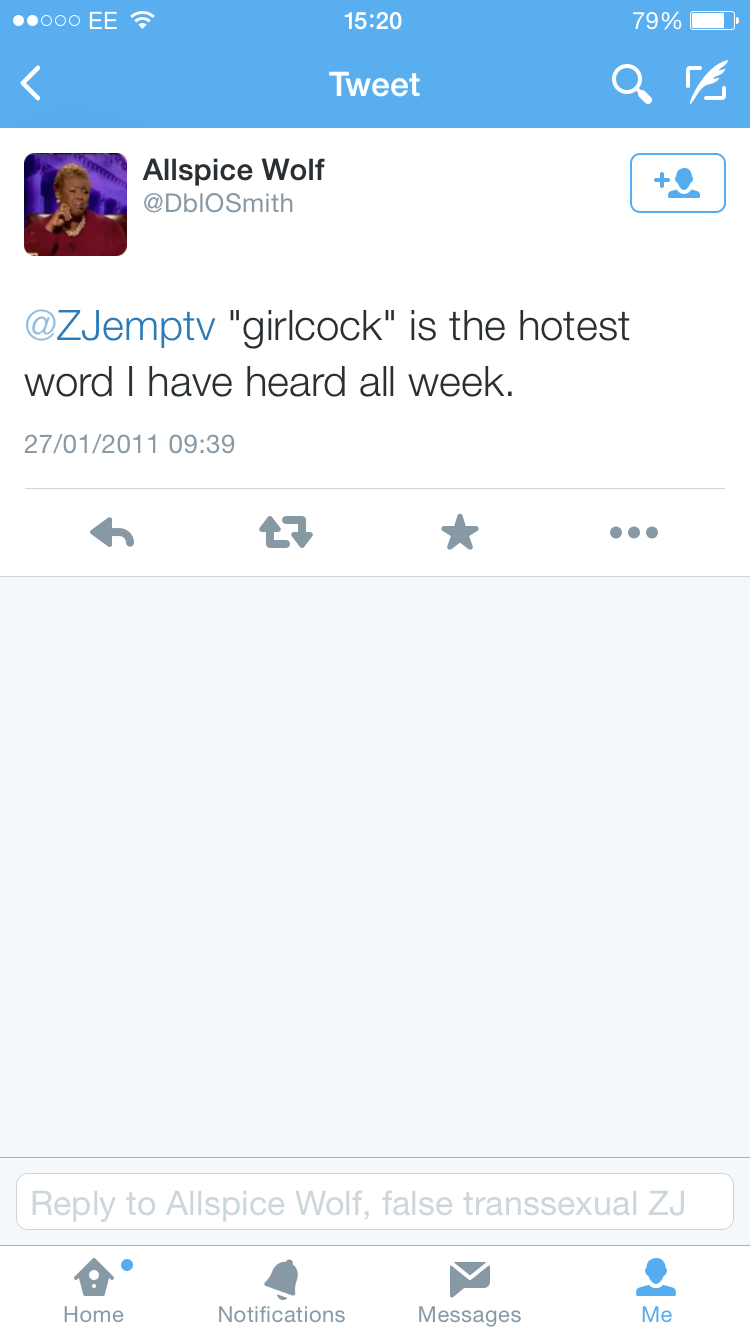 EE 15:20 79%
Tweet
Allspice Wolf
@DblOSmith
@ZJemptv "girlcock" is the hotest
word I have heard all week.
27/01/2011 09:39
Reply to Allspice Wolf, false transsexual ZJ
Home Notifications Messages Me